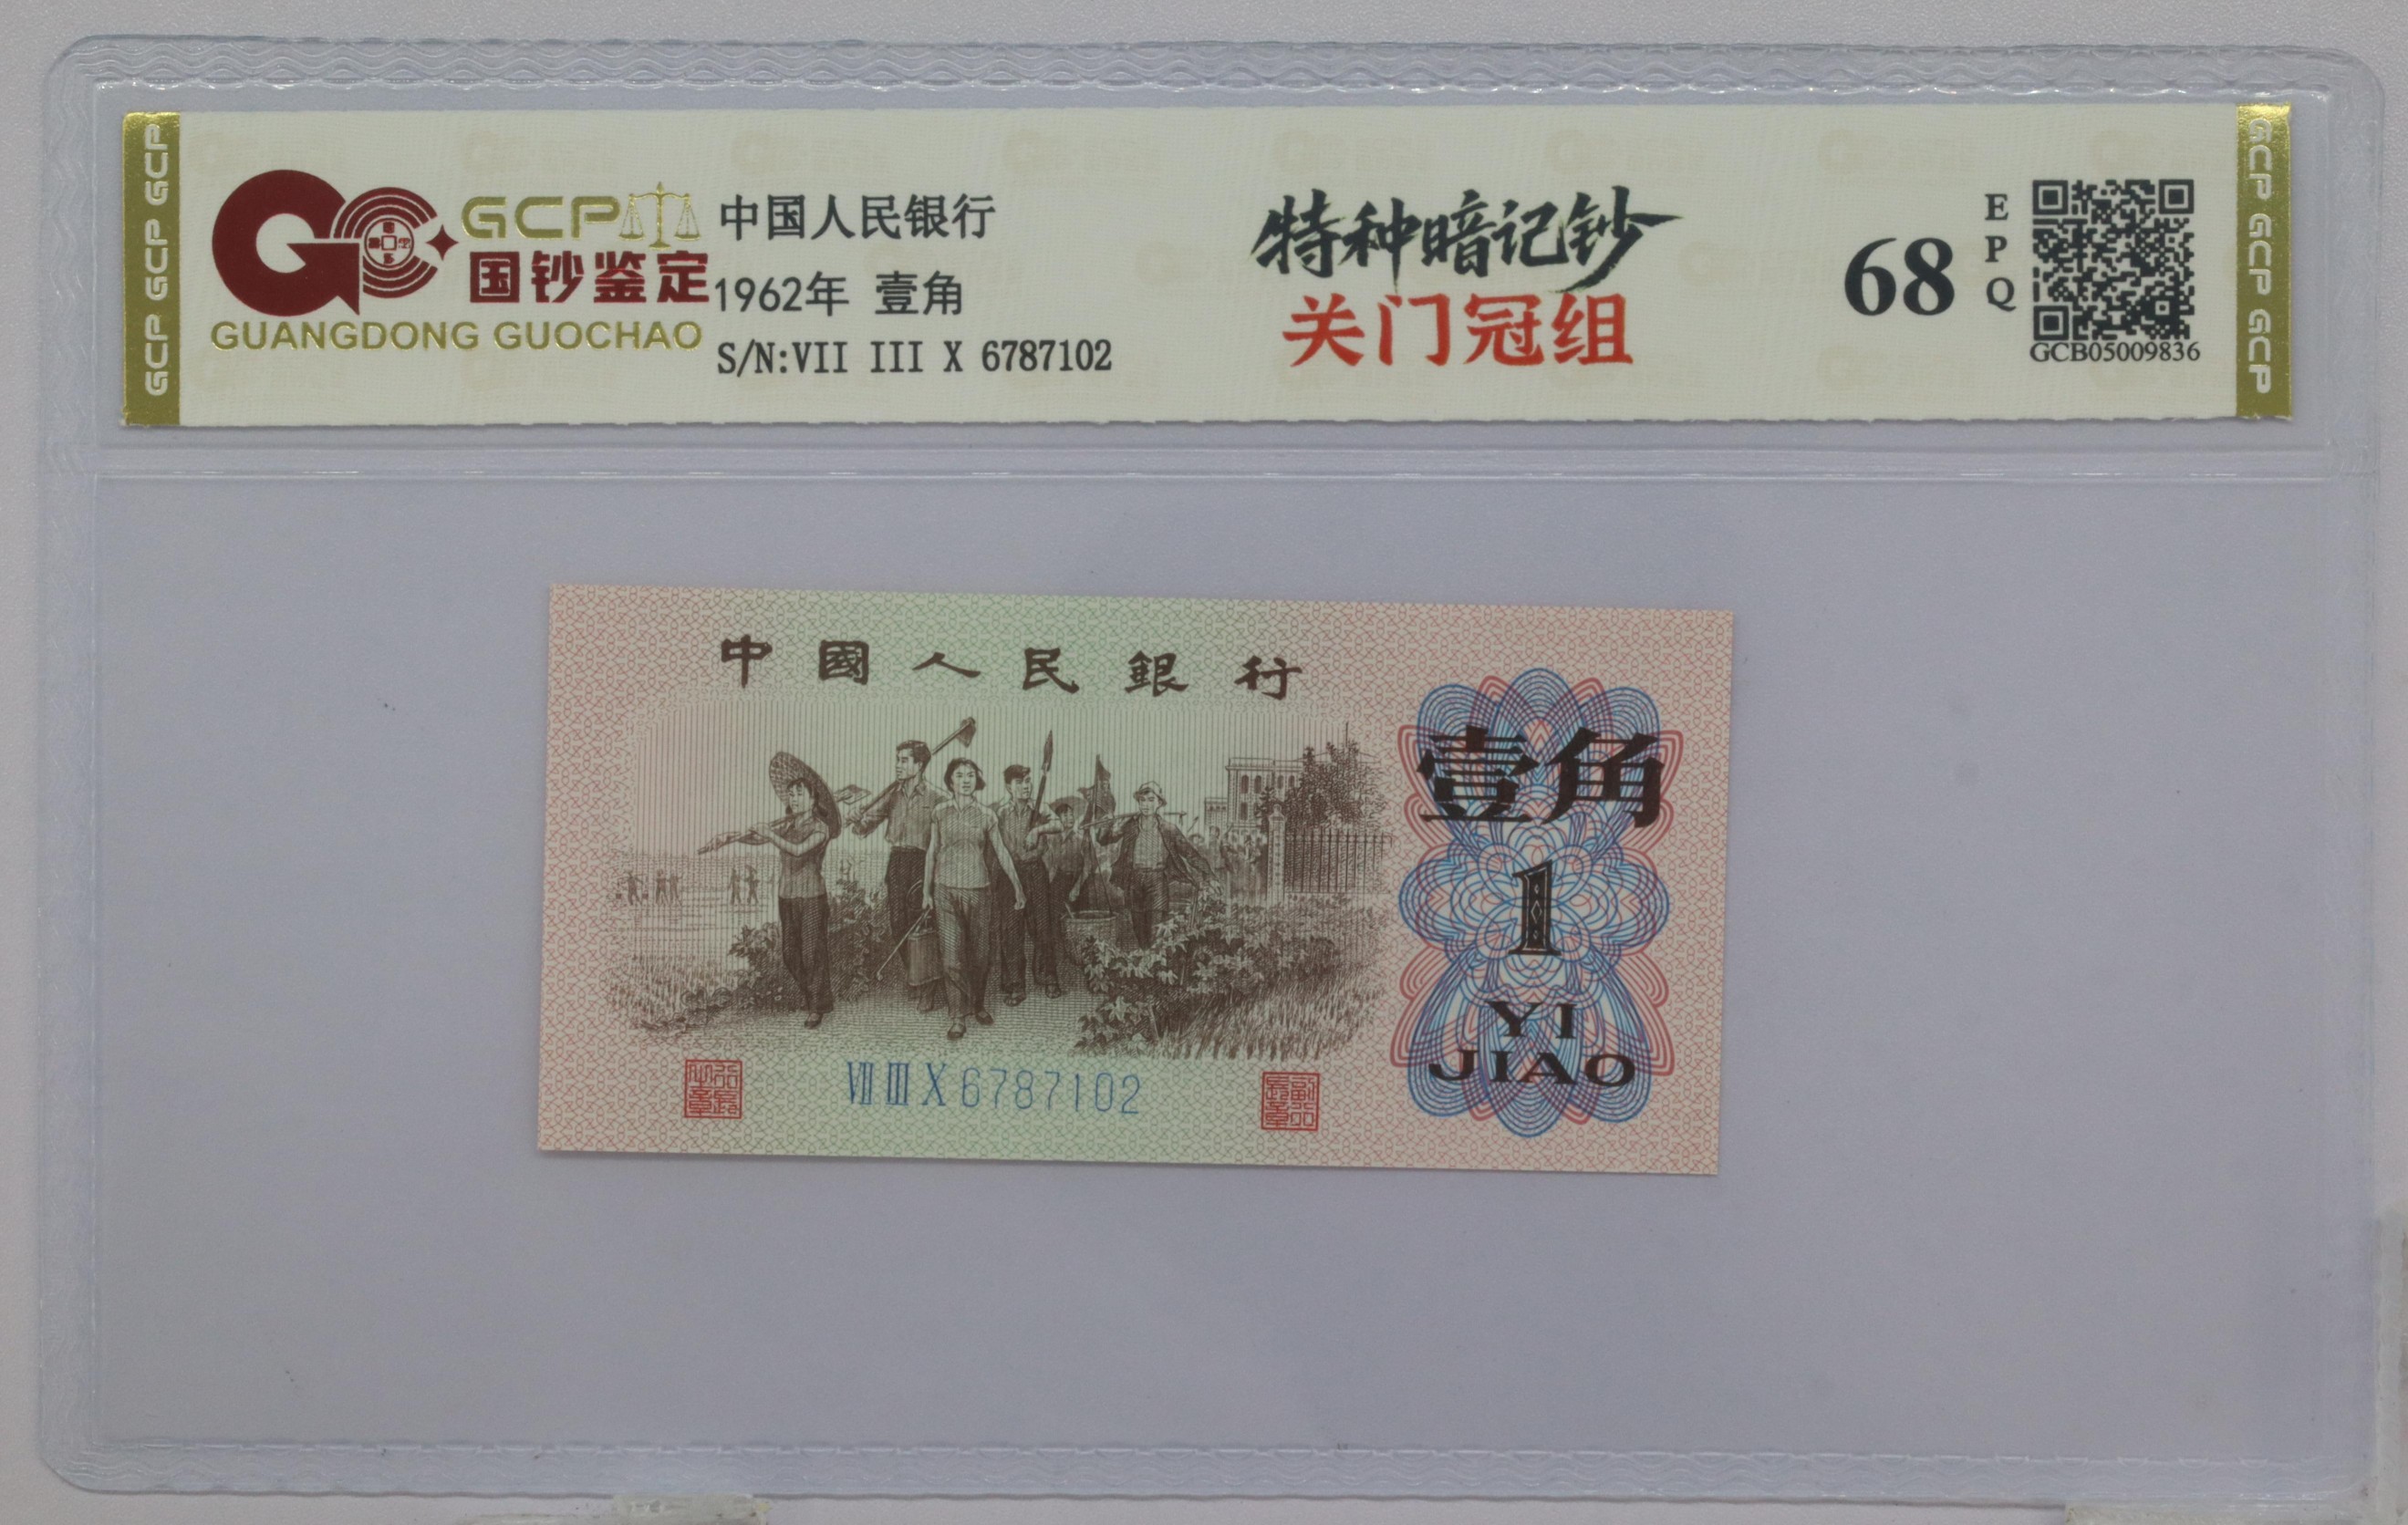 GCP GCP GCP
GCP
国钞鉴定
GUANGDONG GUOCHAO
中国人民银行
1962年 壹角
S/N:VII III X 6787102
特种暗记钞
关门冠组
68
EPQ
GCB05009836
GCP GCP GCP
中國人民銀行
壹角
1
YI
JIAO
VII III X 6787102